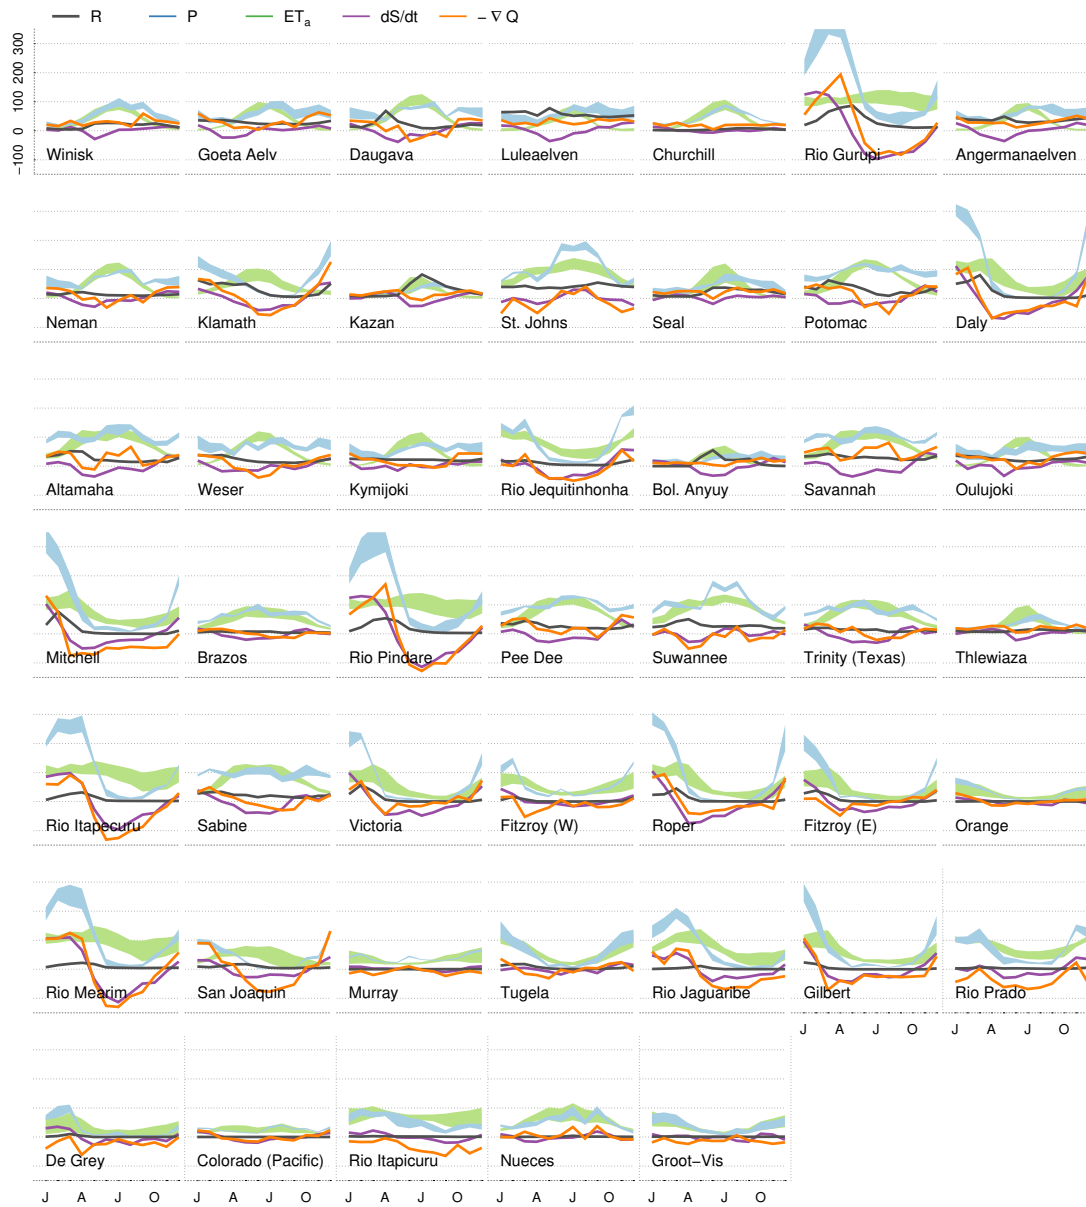 R P ETa dS/dt − ∇ Q
300
200
100
0
−100
Winisk Goeta Aelv Daugava Luleaelven Churchill Rio Gurupi Angermanaelven
Neman Klamath Kazan St. Johns Seal Potomac Daly
Altamaha Weser Kymijoki Rio Jequitinhonha Bol. Anyuy Savannah Oulujoki
Mitchell Brazos Rio Pindare Pee Dee Suwannee Trinity (Texas) Thlewiaza
Rio Itapecuru Sabine Victoria Fitzroy (W) Roper Fitzroy (E) Orange
Rio Mearim San Joaquin Murray Tugela Rio Jaguaribe Gilbert Rio Prado
J A J O J A J O
De Grey Colorado (Pacific) Rio Itapicuru Nueces Groot−Vis
J A J O J A J O J A J O J A J O J A J O